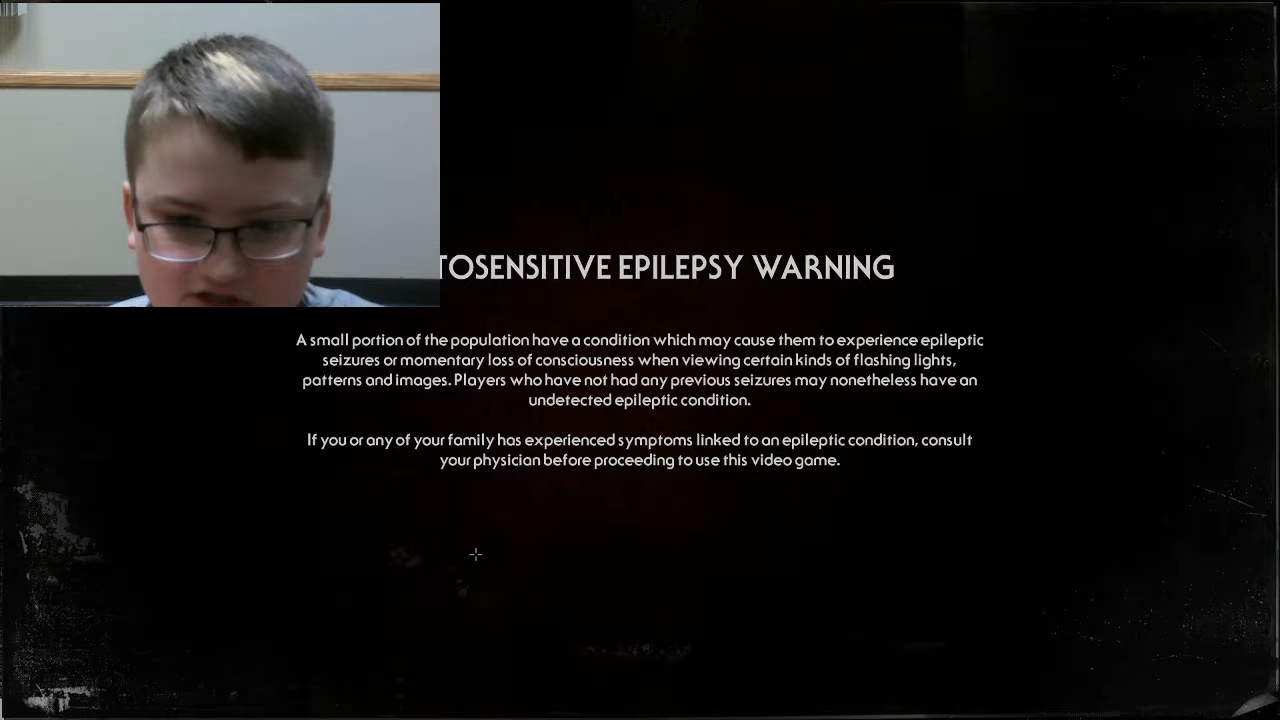 TOSENSITIVE EPILEPSY WARNING
A small portion of the population have a condition which may cause them to experience epileptic
seizures or momentary loss of consciousness when viewing certain kinds of flashing lights,
patterns and images. Players who have not had any previous seizures may nonetheless have an
undetected epileptic condition.
If you or any of your family has experienced symptoms linked to an epileptic condition, consult
your physician before proceeding to use this video game.